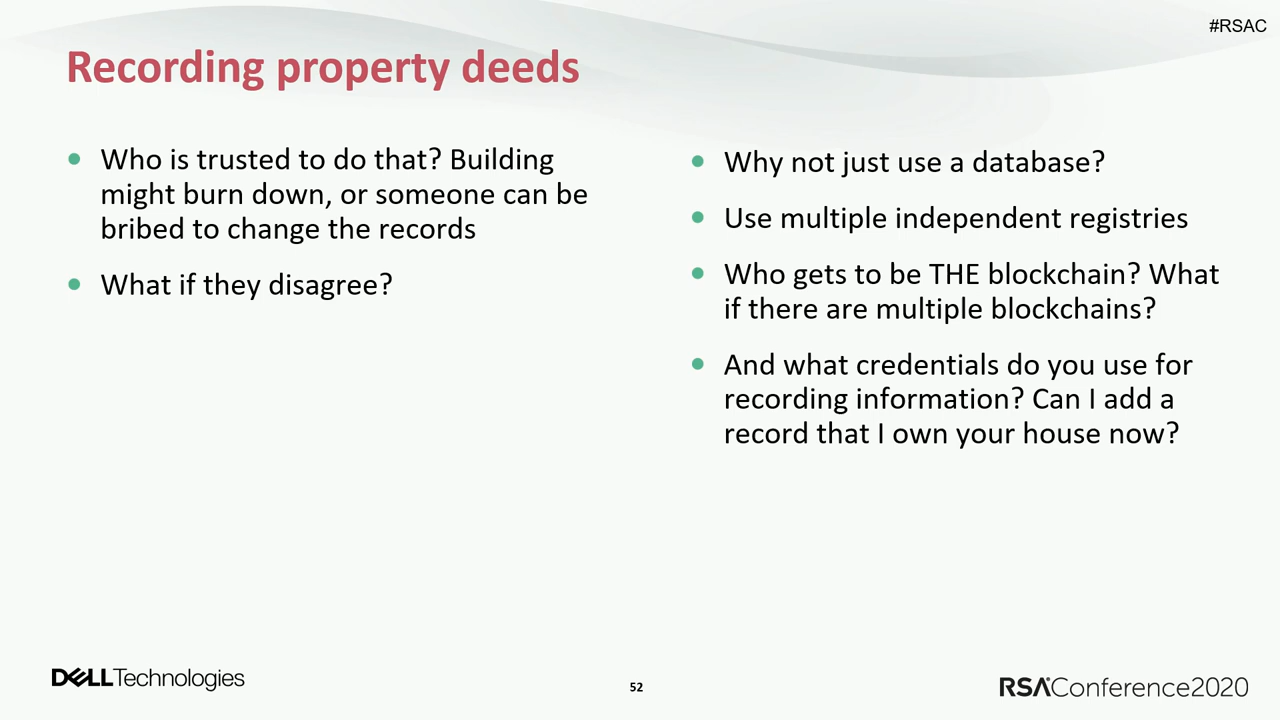 #RSAC
Recording property deeds
Who is trusted to do that? Building
might burn down, or someone can be
bribed to change the records
What if they disagree?
Why not just use a database?
Use multiple independent registries
Who gets to be THE blockchain? What
if there are multiple blockchains?
And what credentials do you use for
recording information? Can I add a
record that I own your house now?
DELLTechnologies
52
RSAConference2020